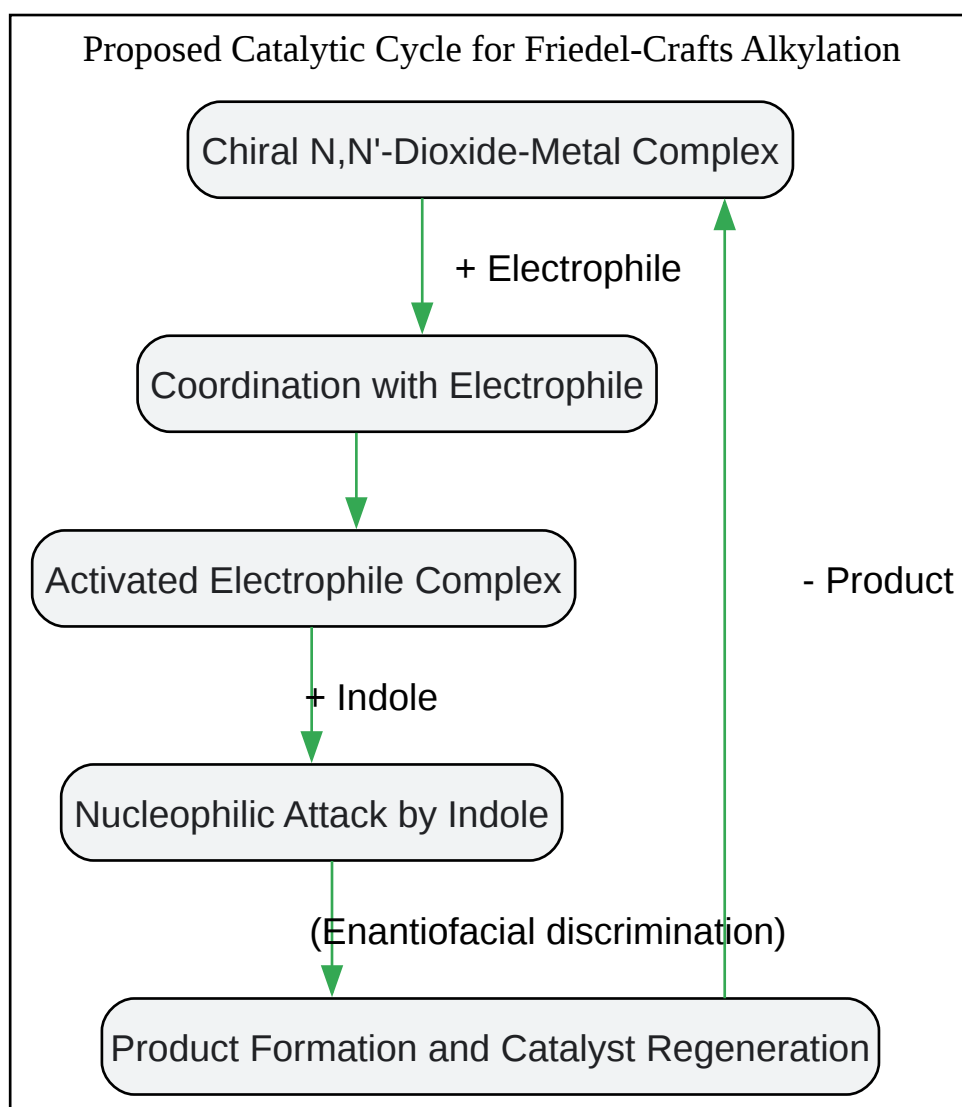 Proposed Catalytic Cycle for Friedel-Crafts Alkylation
Chiral N,N'-Dioxide-Metal Complex
+ Electrophile
Coordination with Electrophile
Activated Electrophile Complex
- Product
+ Indole
Nucleophilic Attack by Indole
(Enantiofacial discrimination)
Product Formation and Catalyst Regeneration